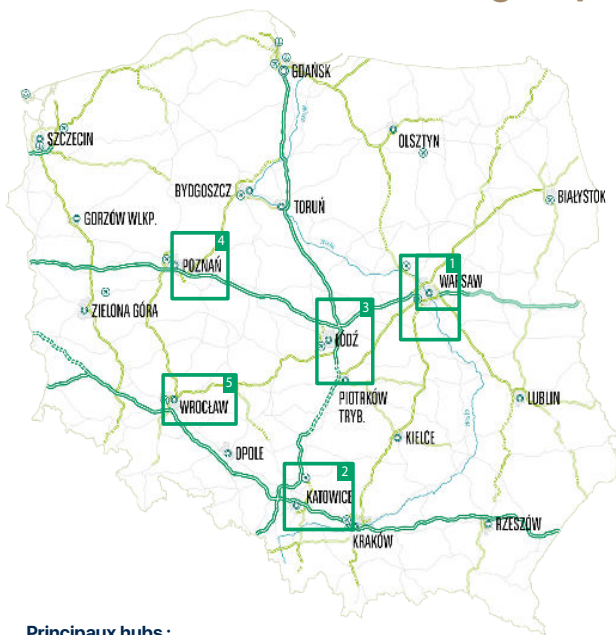 GDAŃSK
SZCZECIN
OLSZTYN
BYDGOSZCZ
BIAŁYSTOK
TORUŃ
GORZÓW WLKP.
4
POZNAŃ
1
WARSAW
ZIELONA GÓRA
3
ŁÓDŹ
5
WROCŁAW
PIOTRKÓW
TRYB.
LUBLIN
KIELCE
OPOLE
2
KATOWICE
KRAKÓW
RZESZÓW
Principaux hubs :